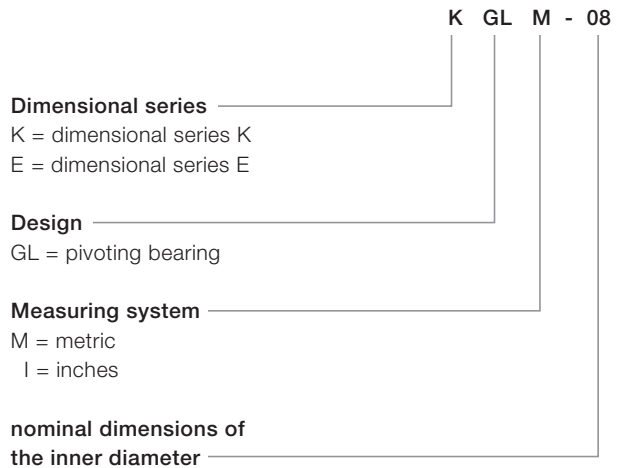 K GL M - 08
Dimensional series
K = dimensional series K
E = dimensional series E
Design
GL = pivoting bearing
Measuring system
M = metric
I = inches
nominal dimensions of
the inner diameter